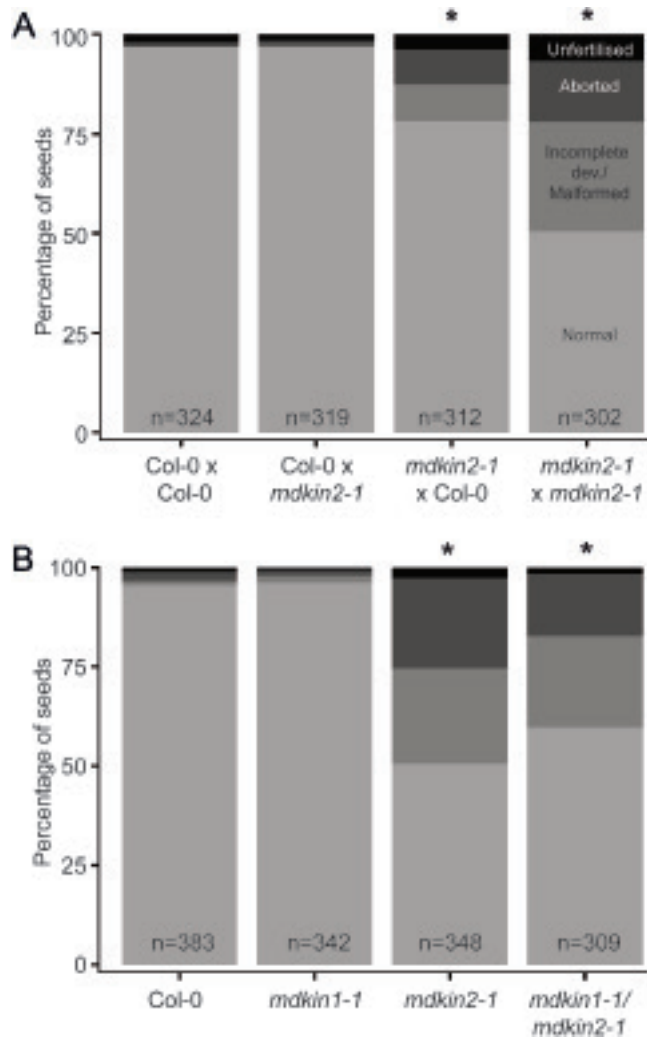 A
*
*
100
75
50
25
0
Percentage of seeds
Unfertilised
Aborted
Incomplete
dev./
Malformed
Normal
n=324
n=319
n=312
n=302
Col-0 x
Col-0
Col-0 x
mdkin2-1
mdkin2-1
x Col-0
mdkin2-1
x mdkin2-1
B
*
*
100
75
50
25
0
Percentage of seeds
n=383
n=342
n=348
n=309
Col-0
mdkin1-1
mdkin2-1
mdkin1-1/
mdkin2-1